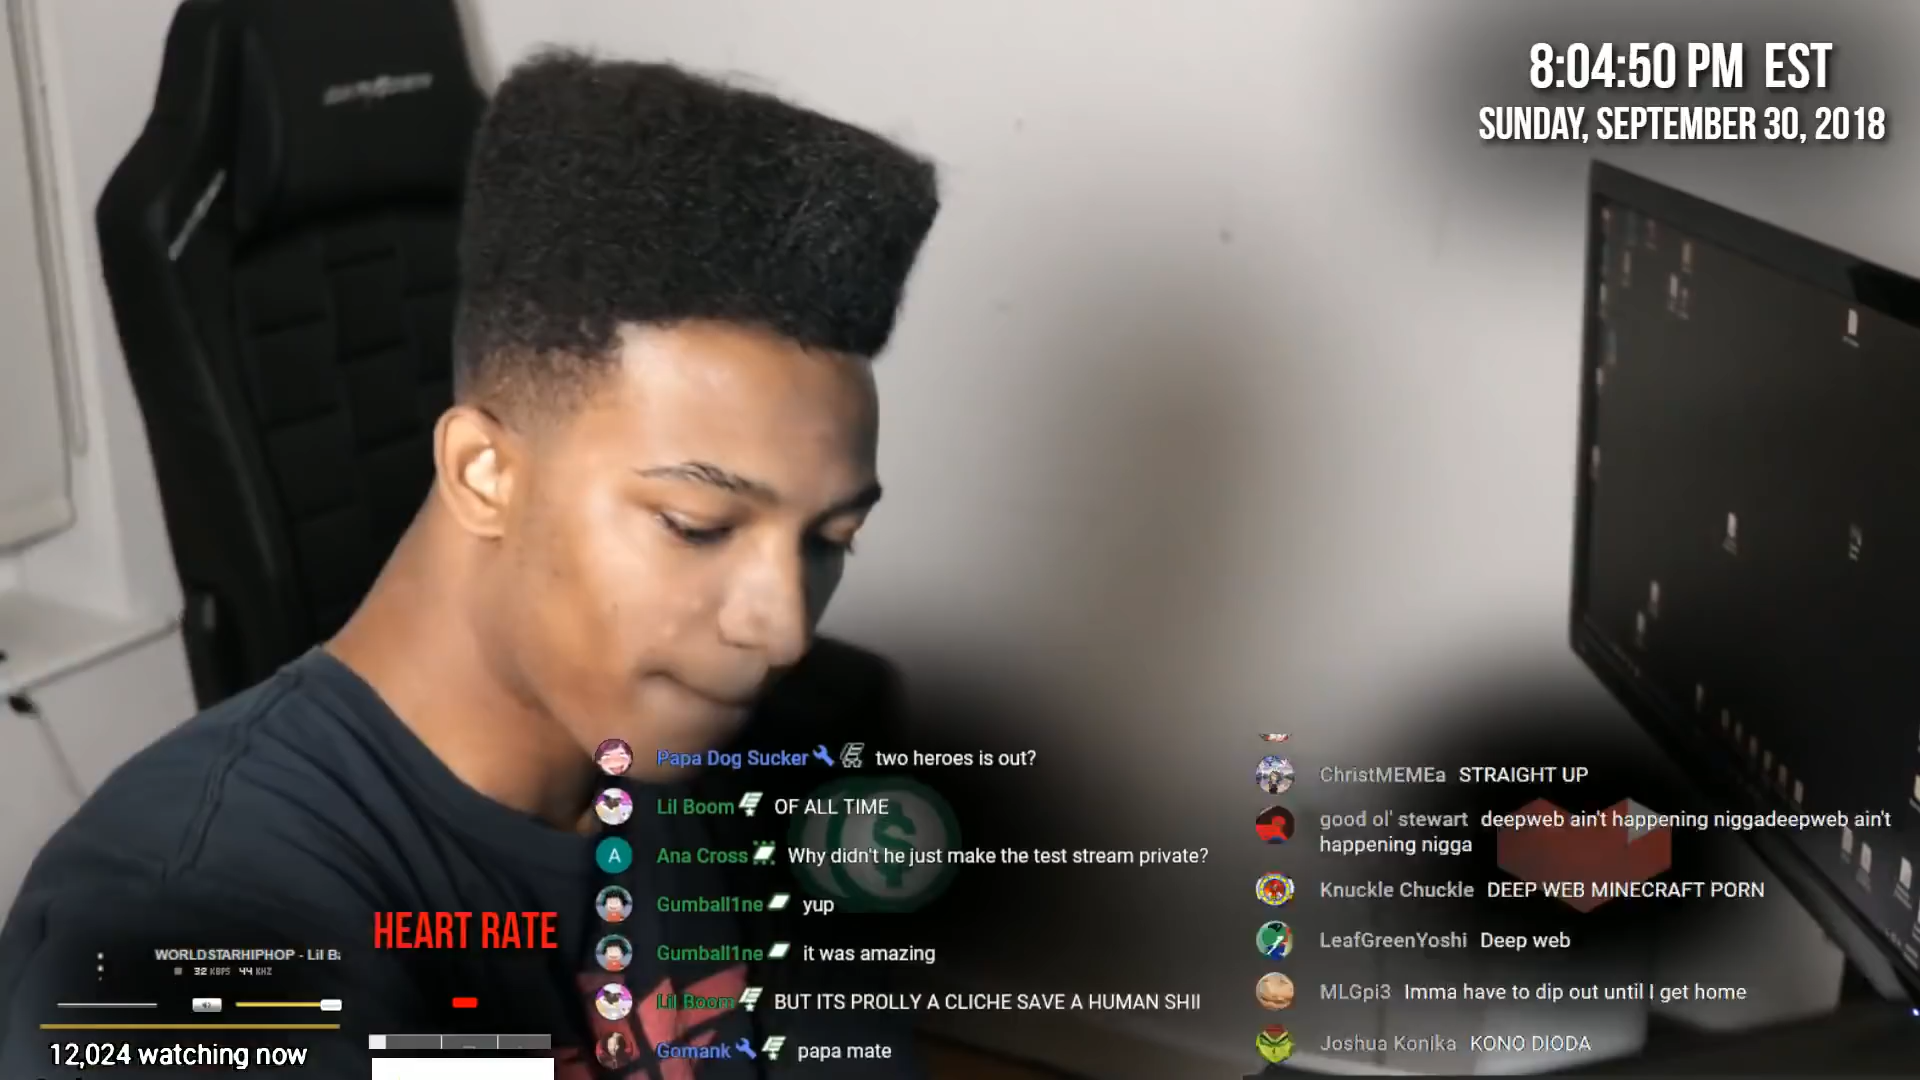 8:04:50 PM EST
SUNDAY, SEPTEMBER 30, 2018
Papa Dog Sucker two heroes is out?
Lil Boom OF ALL TIME
A Ana Cross Why didn't he just make the test stream private?
Gumball1ne yup
Gumball1ne it was amazing
Lil Boom BUT ITS PROLLY A CLICHE SAVE A HUMAN SHII
Gomank papa mate
ChristMEMEa STRAIGHT UP
good ol' stewart deepweb ain't happening niggadeepweb ain't
happening nigga
Knuckle Chuckle DEEP WEB MINECRAFT PORN
LeafGreenYoshi Deep web
MLGpi3 Imma have to dip out until I get home
Joshua Konika KONO DIODA
HEART RATE
WORLDSTARHIPHOP - Lil
32 KBPS 44 KHZ
12,024 watching now